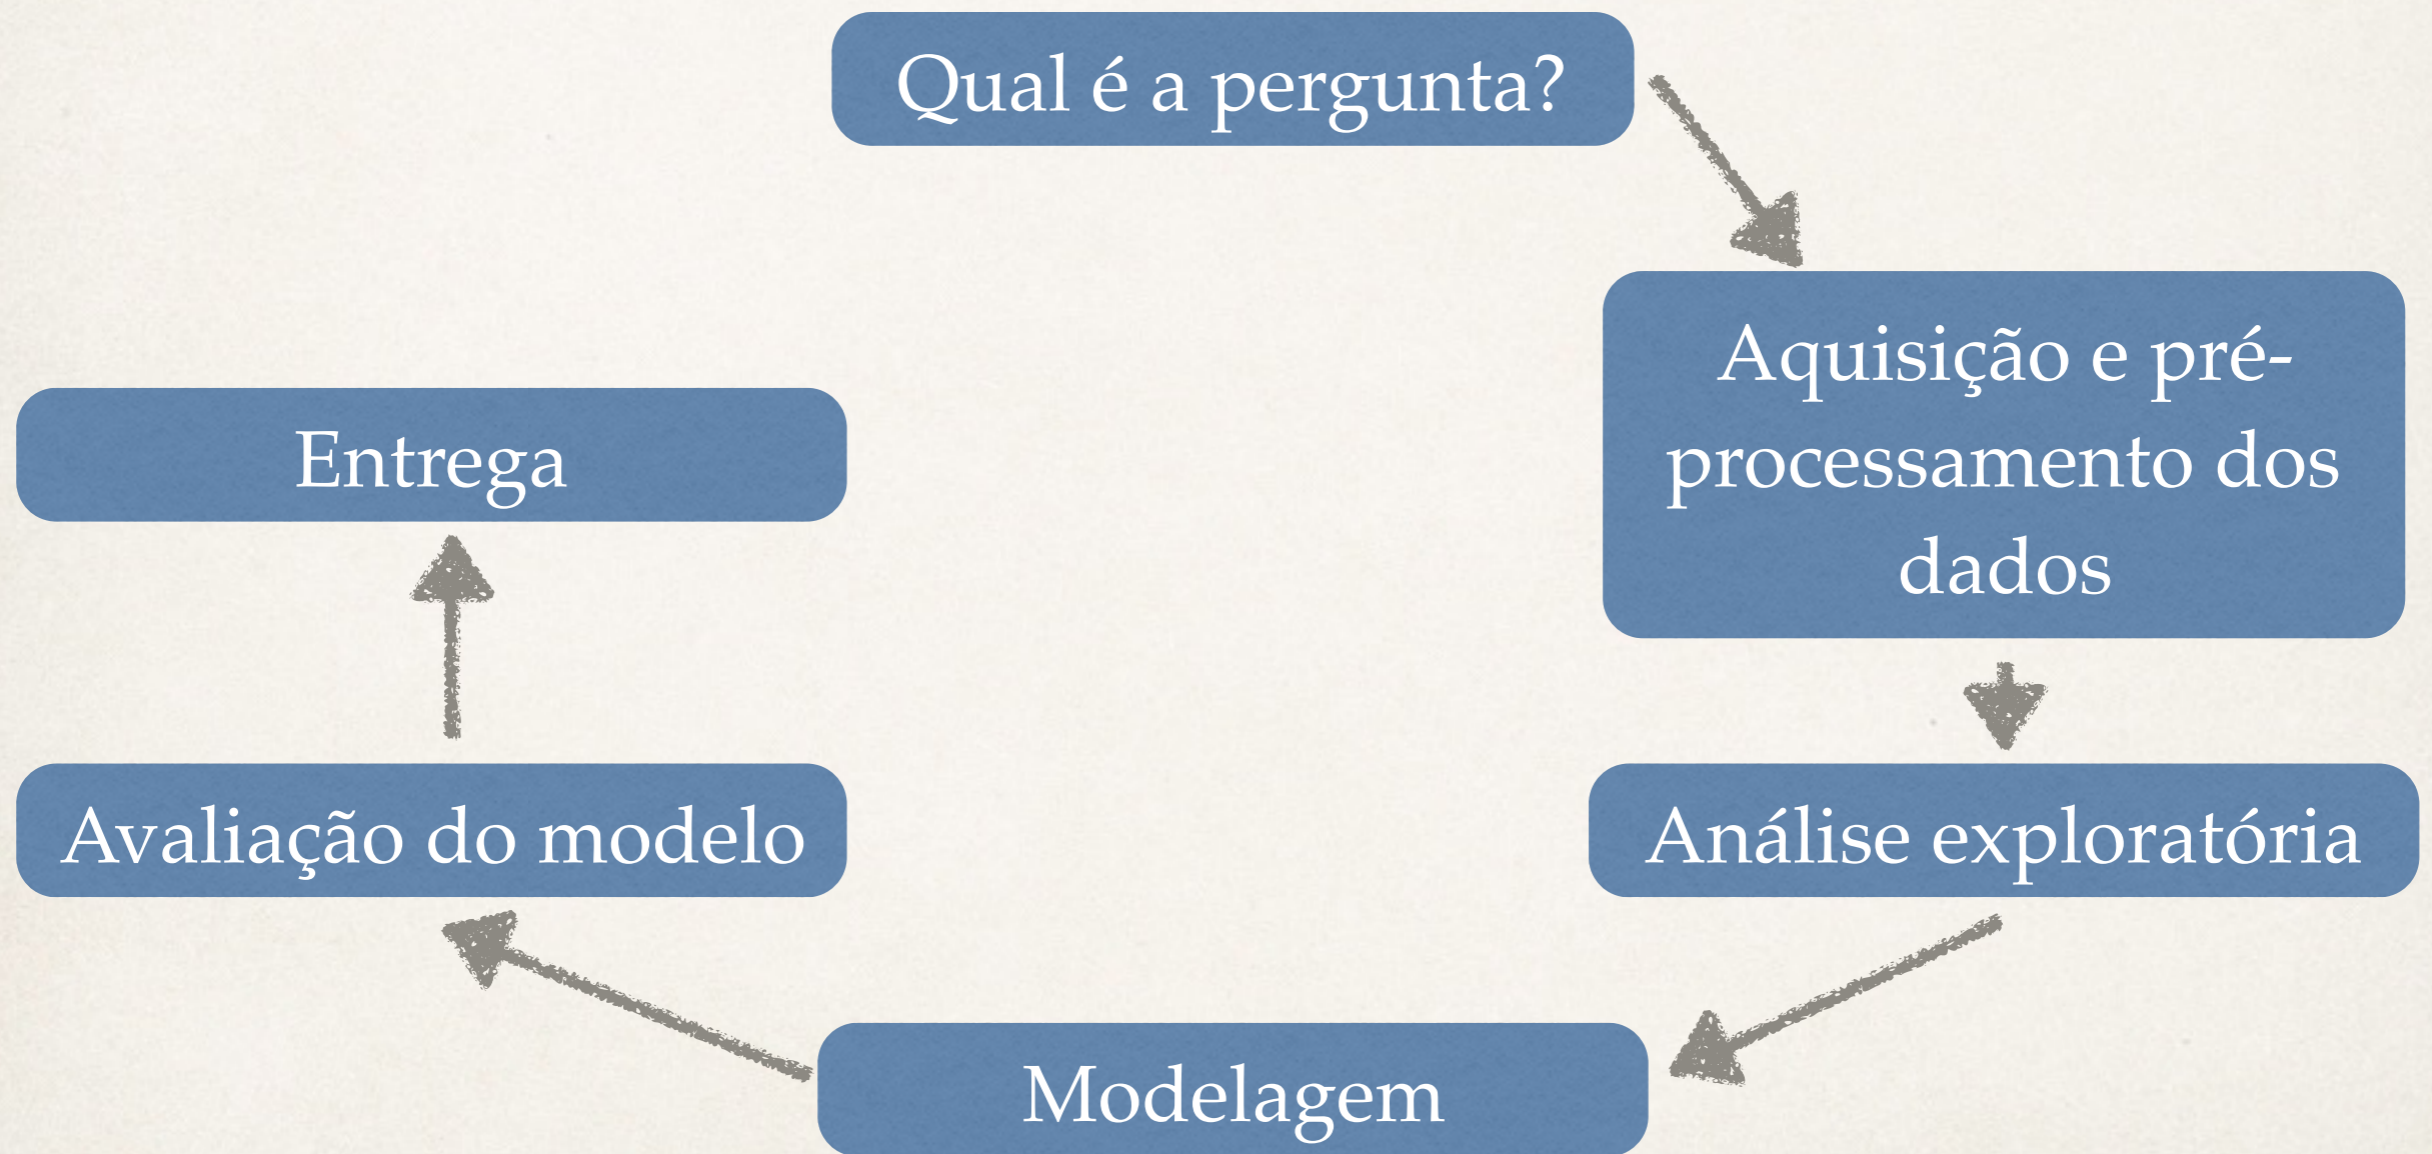 Qual é a pergunta?
Aquisição e pré-
processamento dos
dados
Análise exploratória
Modelagem
Avaliação do modelo
Entrega